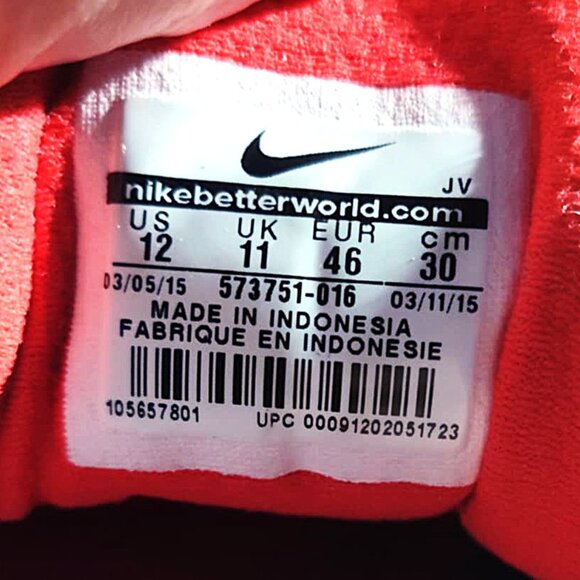 JV
nikebetterworld.com
US UK EUR cm
12 11 46 30
03/05/15 573751-016 03/11/15
MADE IN INDONESIA
FABRIQUE EN INDONESIE
105657801 UPC 00091202051723